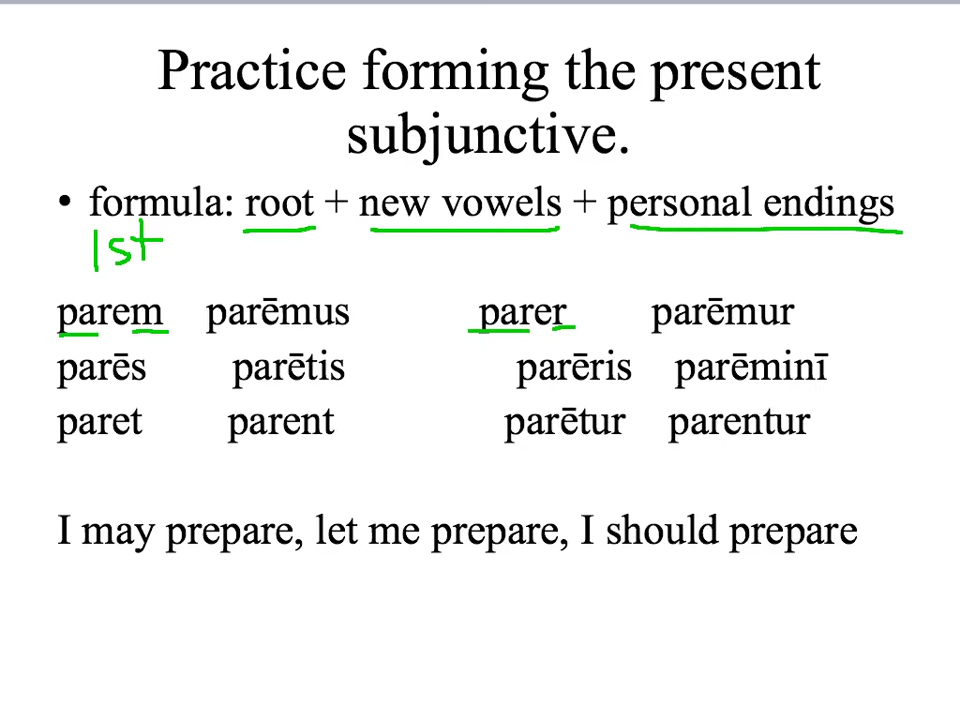 Practice forming the present
subjunctive.
• formula: root + new vowels + personal endings
1st
parem parēmus parer parēmur
parēs parētis parēris parēminī
paret parent parētur parentur
I may prepare, let me prepare, I should prepare